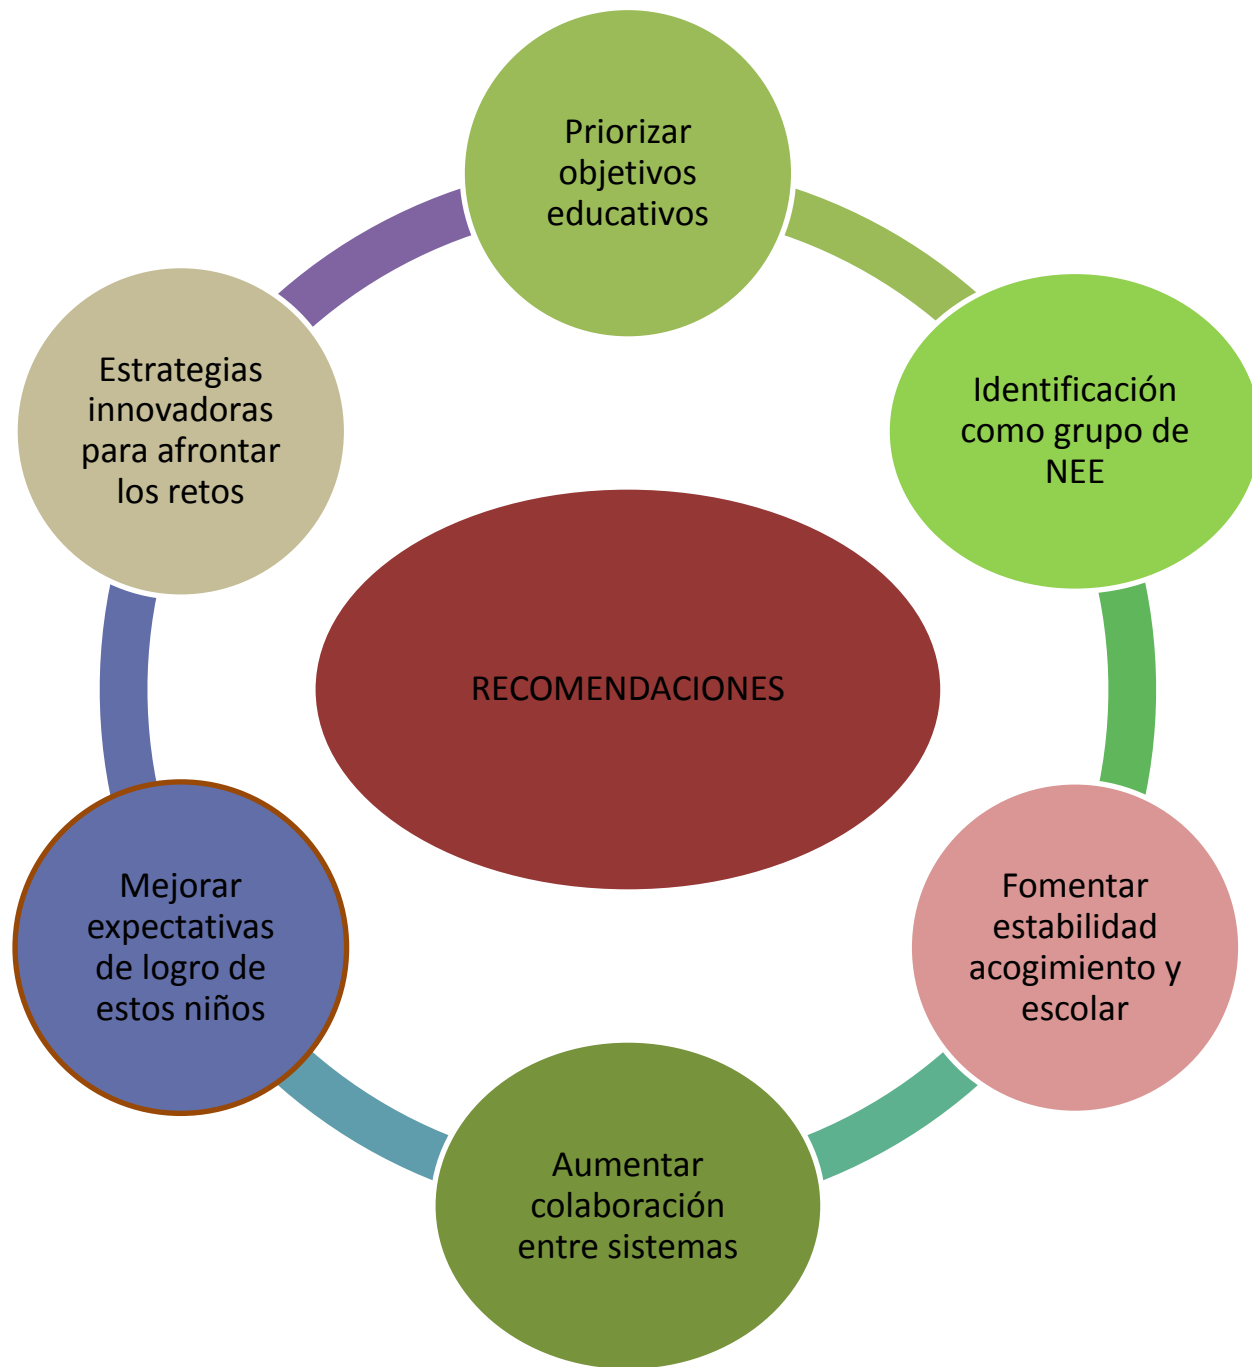 Priorizar
objetivos
educativos
Identificación
como grupo de
NEE
Fomentar
estabilidad
acogimiento y
escolar
Aumentar
colaboración
entre sistemas
Mejorar
expectativas
de logro de
estos niños
Estrategias
innovadoras
para afrontar
los retos
RECOMENDACIONES